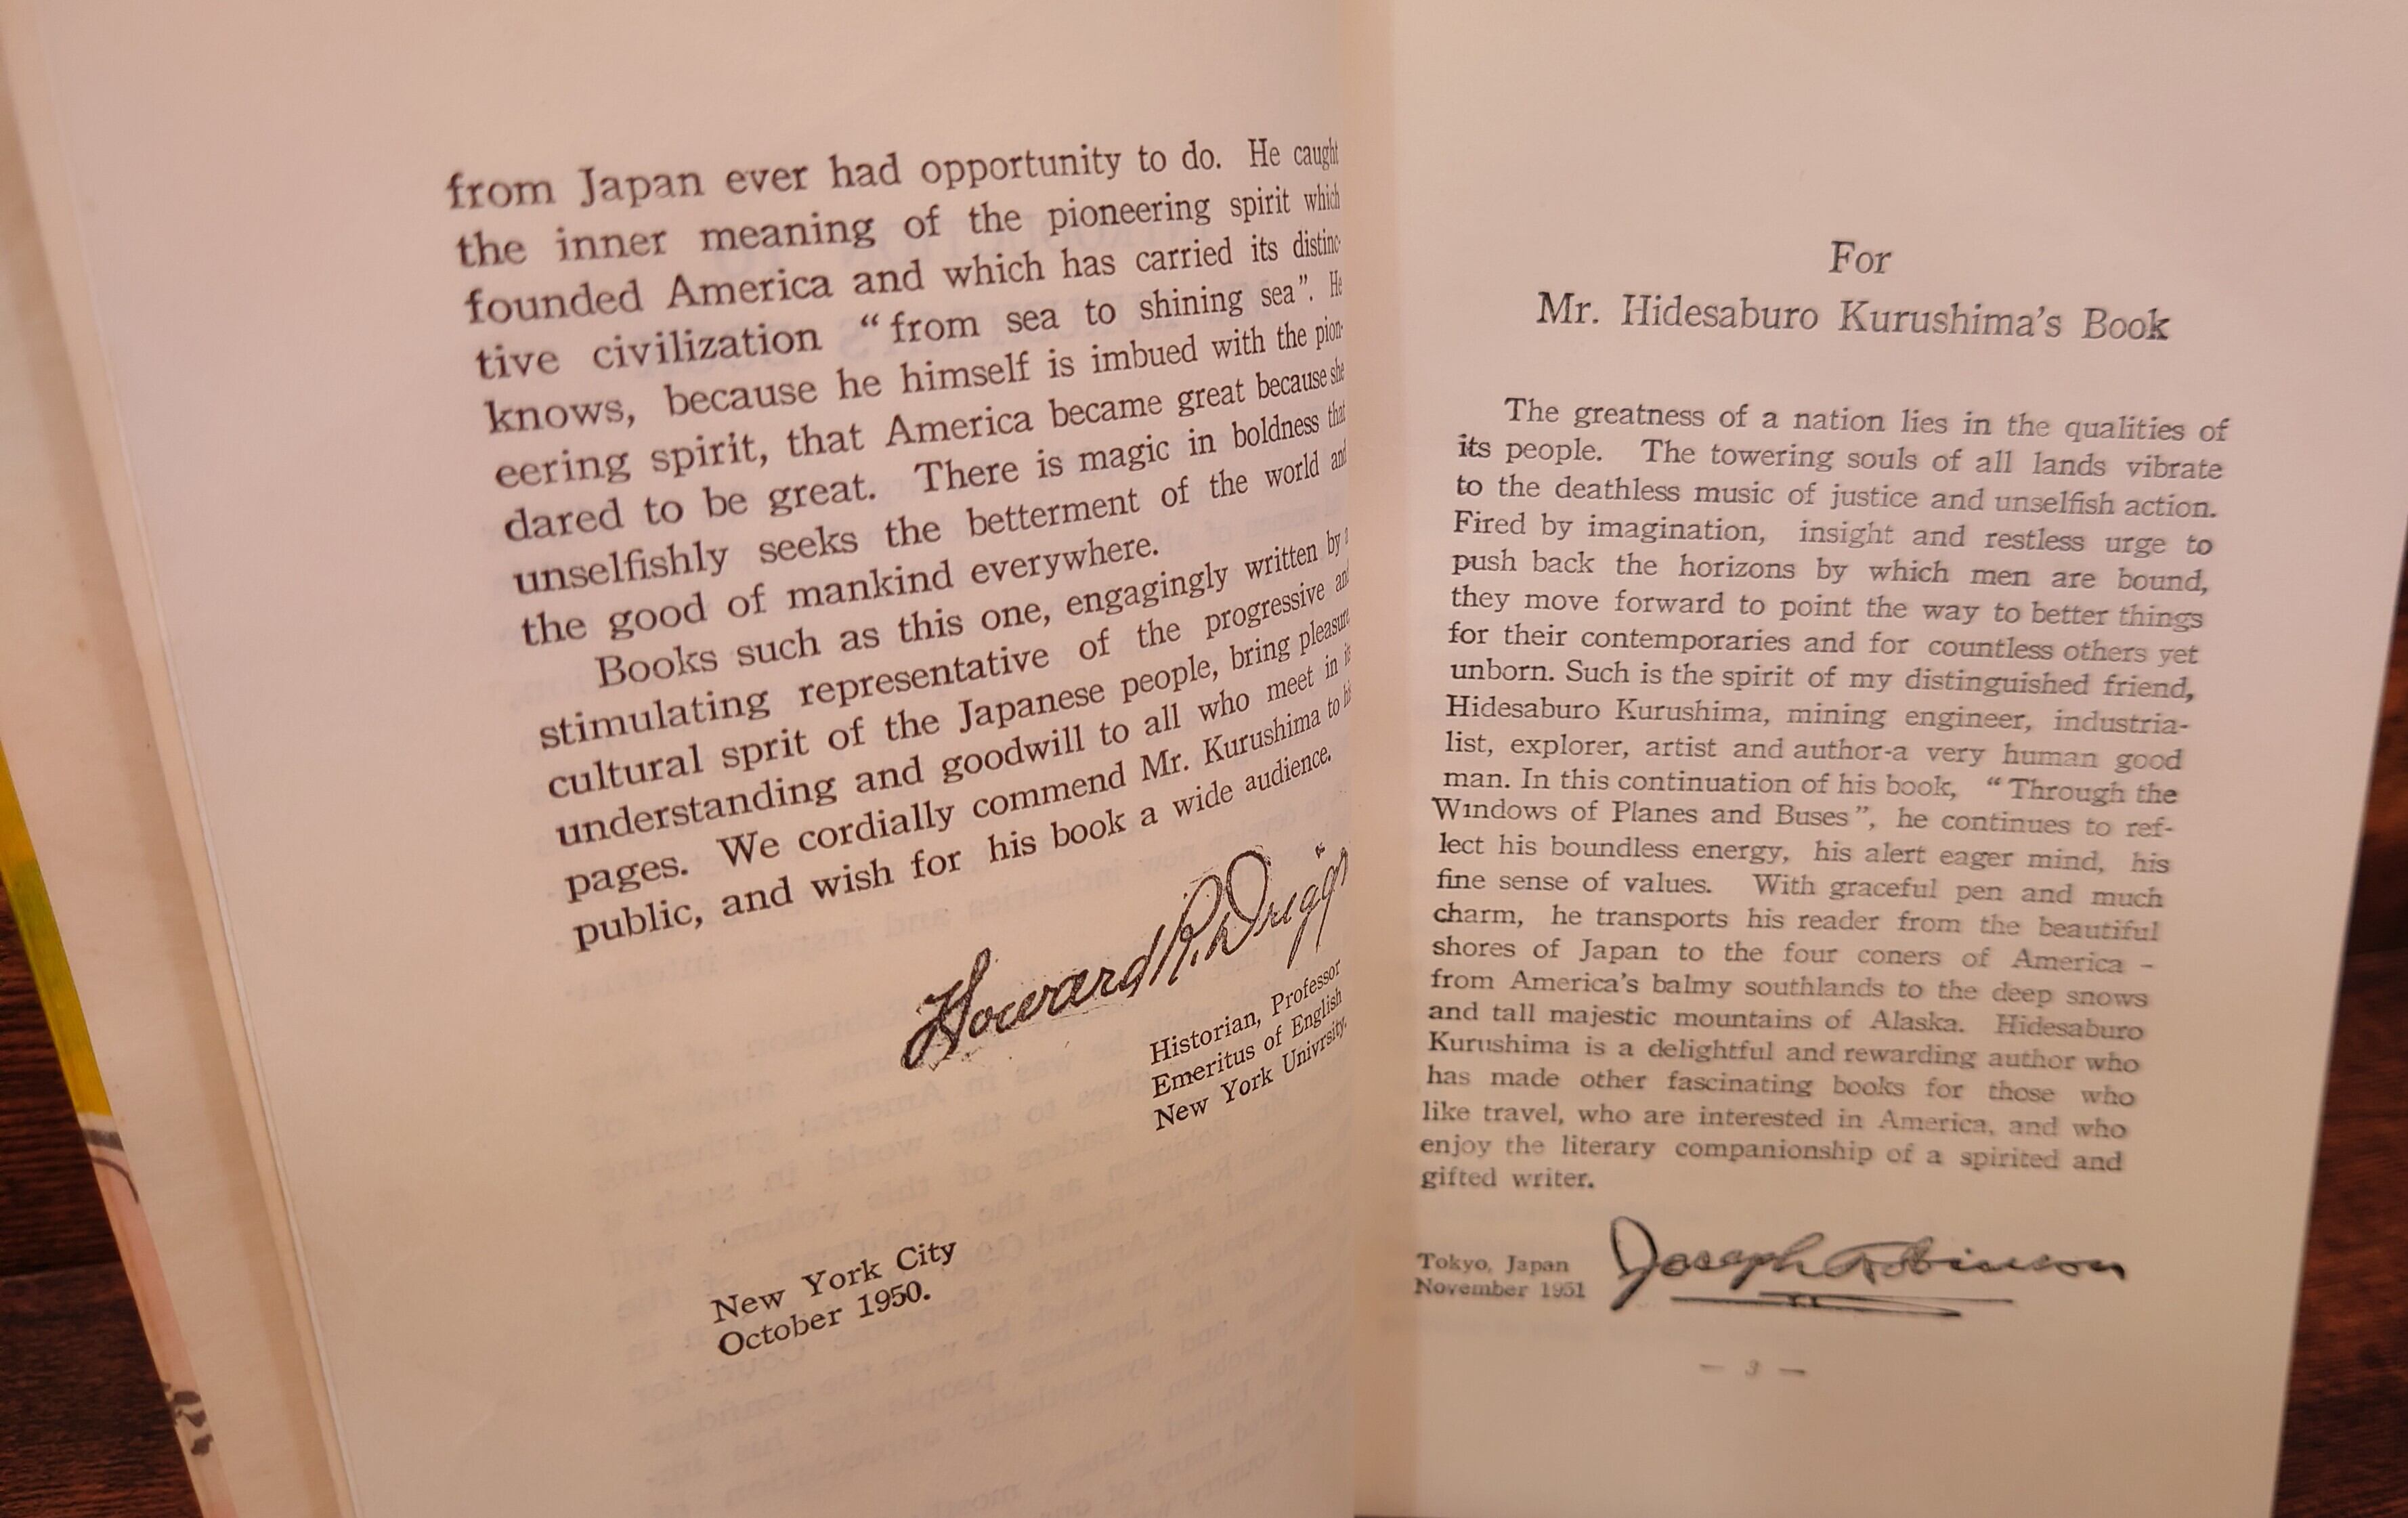 from Japan ever had opportunity to do. He caught
the inner meaning of the pioneering spirit which
founded America and which has carried its distinc-
tive civilization “from sea to shining sea”. He
knows, because he himself is imbued with the pion-
eering spirit, that America became great because she
dared to be great. There is magic in boldness that
unselfishly seeks the betterment of the world and
the good of mankind everywhere.
Books such as this one, engagingly written by a
stimulating representative of the progressive and
cultural sprit of the Japanese people, bring pleasure
understanding and goodwill to all who meet in
pages. We cordially commend Mr. Kurushima to
public, and wish for his book a wide audience.
Howard R. Driggs
Historian, Professor
Emeritus of English
New York Univrsity.
New York City
October 1950.
For
Mr. Hidesaburo Kurushima's Book
The greatness of a nation lies in the qualities of
its people. The towering souls of all lands vibrate
to the deathless music of justice and unselfish action.
Fired by imagination, insight and restless urge to
push back the horizons by which men are bound,
they move forward to point the way to better things
for their contemporaries and for countless others yet
unborn. Such is the spirit of my distinguished friend,
Hidesaburo Kurushima, mining engineer, industria-
list, explorer, artist and author-a very human good
man. In this continuation of his book, “Through the
Windows of Planes and Buses”, he continues to ref-
lect his boundless energy, his alert eager mind, his
fine sense of values. With graceful pen and much
charm, he transports his reader from the beautiful
shores of Japan to the four coners of America -
from America's balmy southlands to the deep snows
and tall majestic mountains of Alaska. Hidesaburo
Kurushima is a delightful and rewarding author who
has made other fascinating books for those who
like travel, who are interested in America, and who
enjoy the literary companionship of a spirited and
gifted writer.
Joseph Robinson
Tokyo, Japan
November 1951
— 3 —